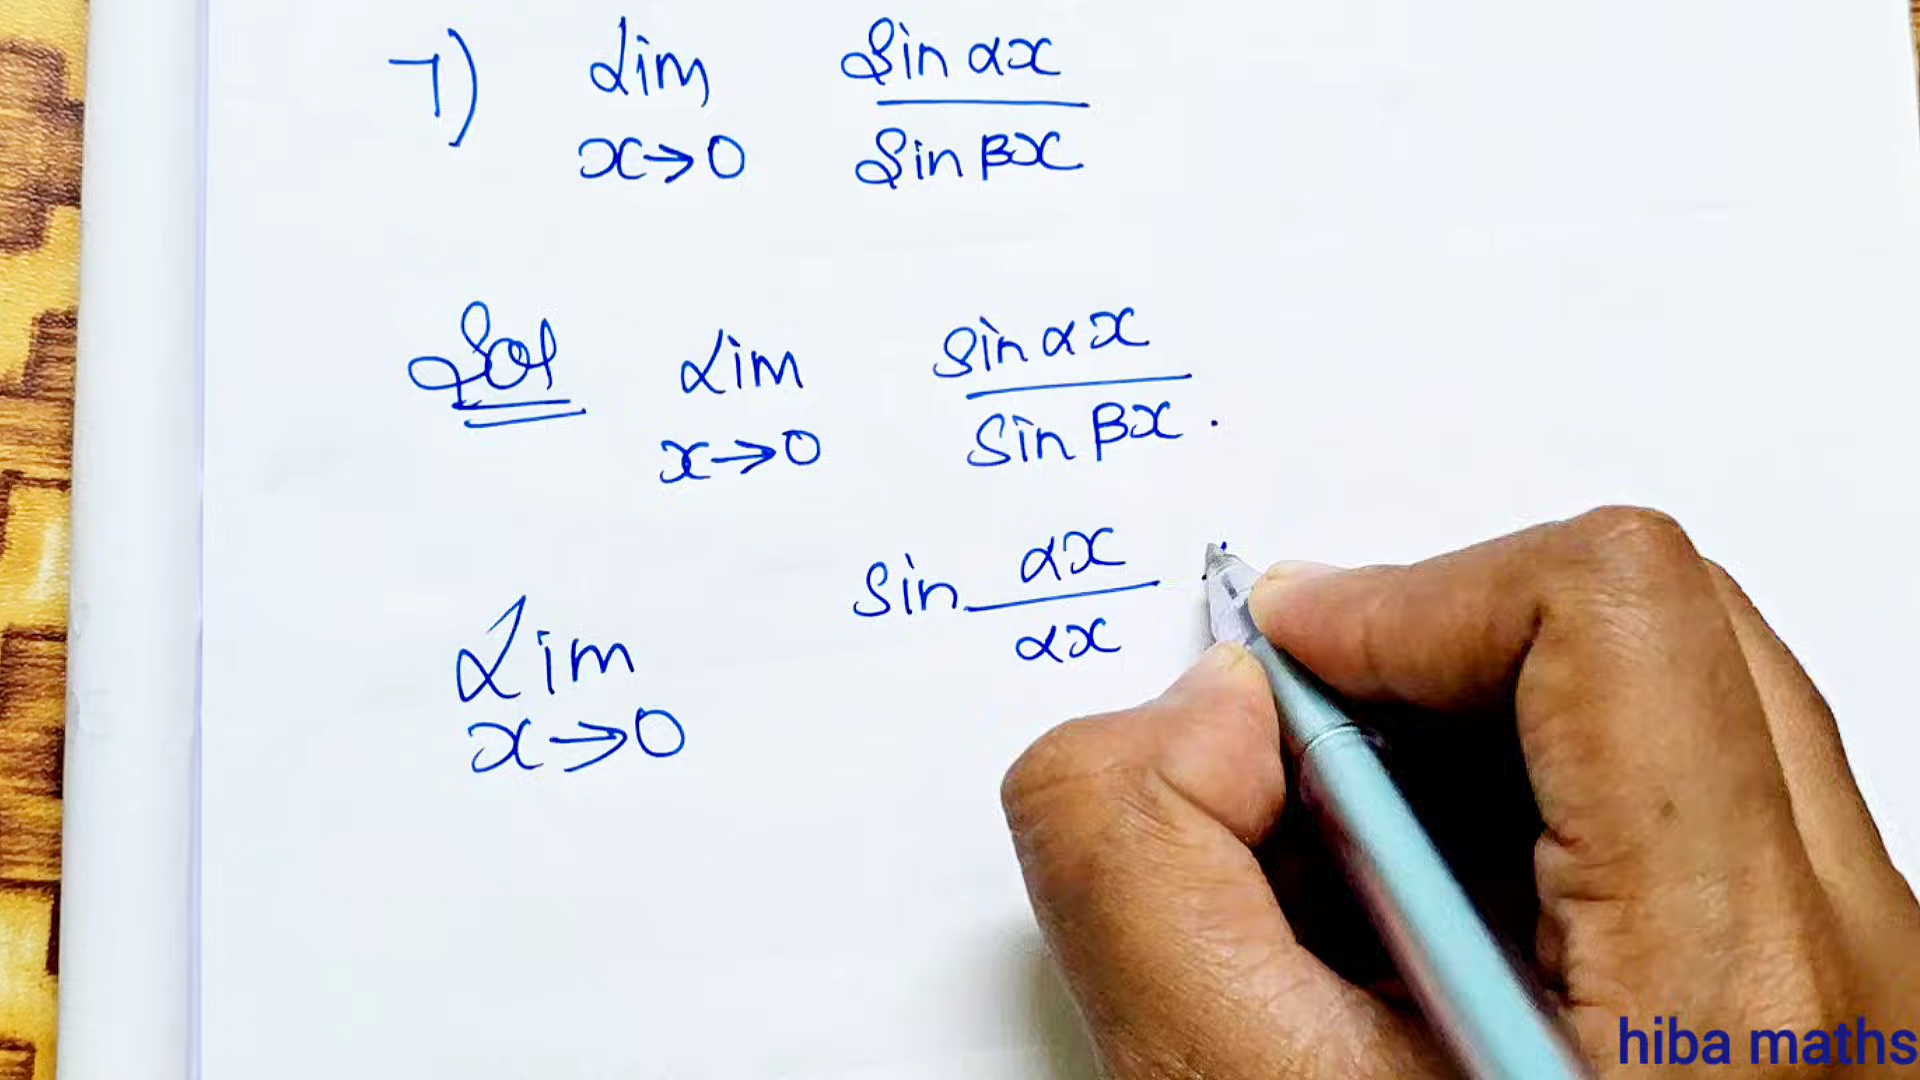 7) Lim sin αx
x→0 sin βx
Sol Lim sin αx
x→0 sin βx .
Lim sin αx
x→0 αx
hiba maths